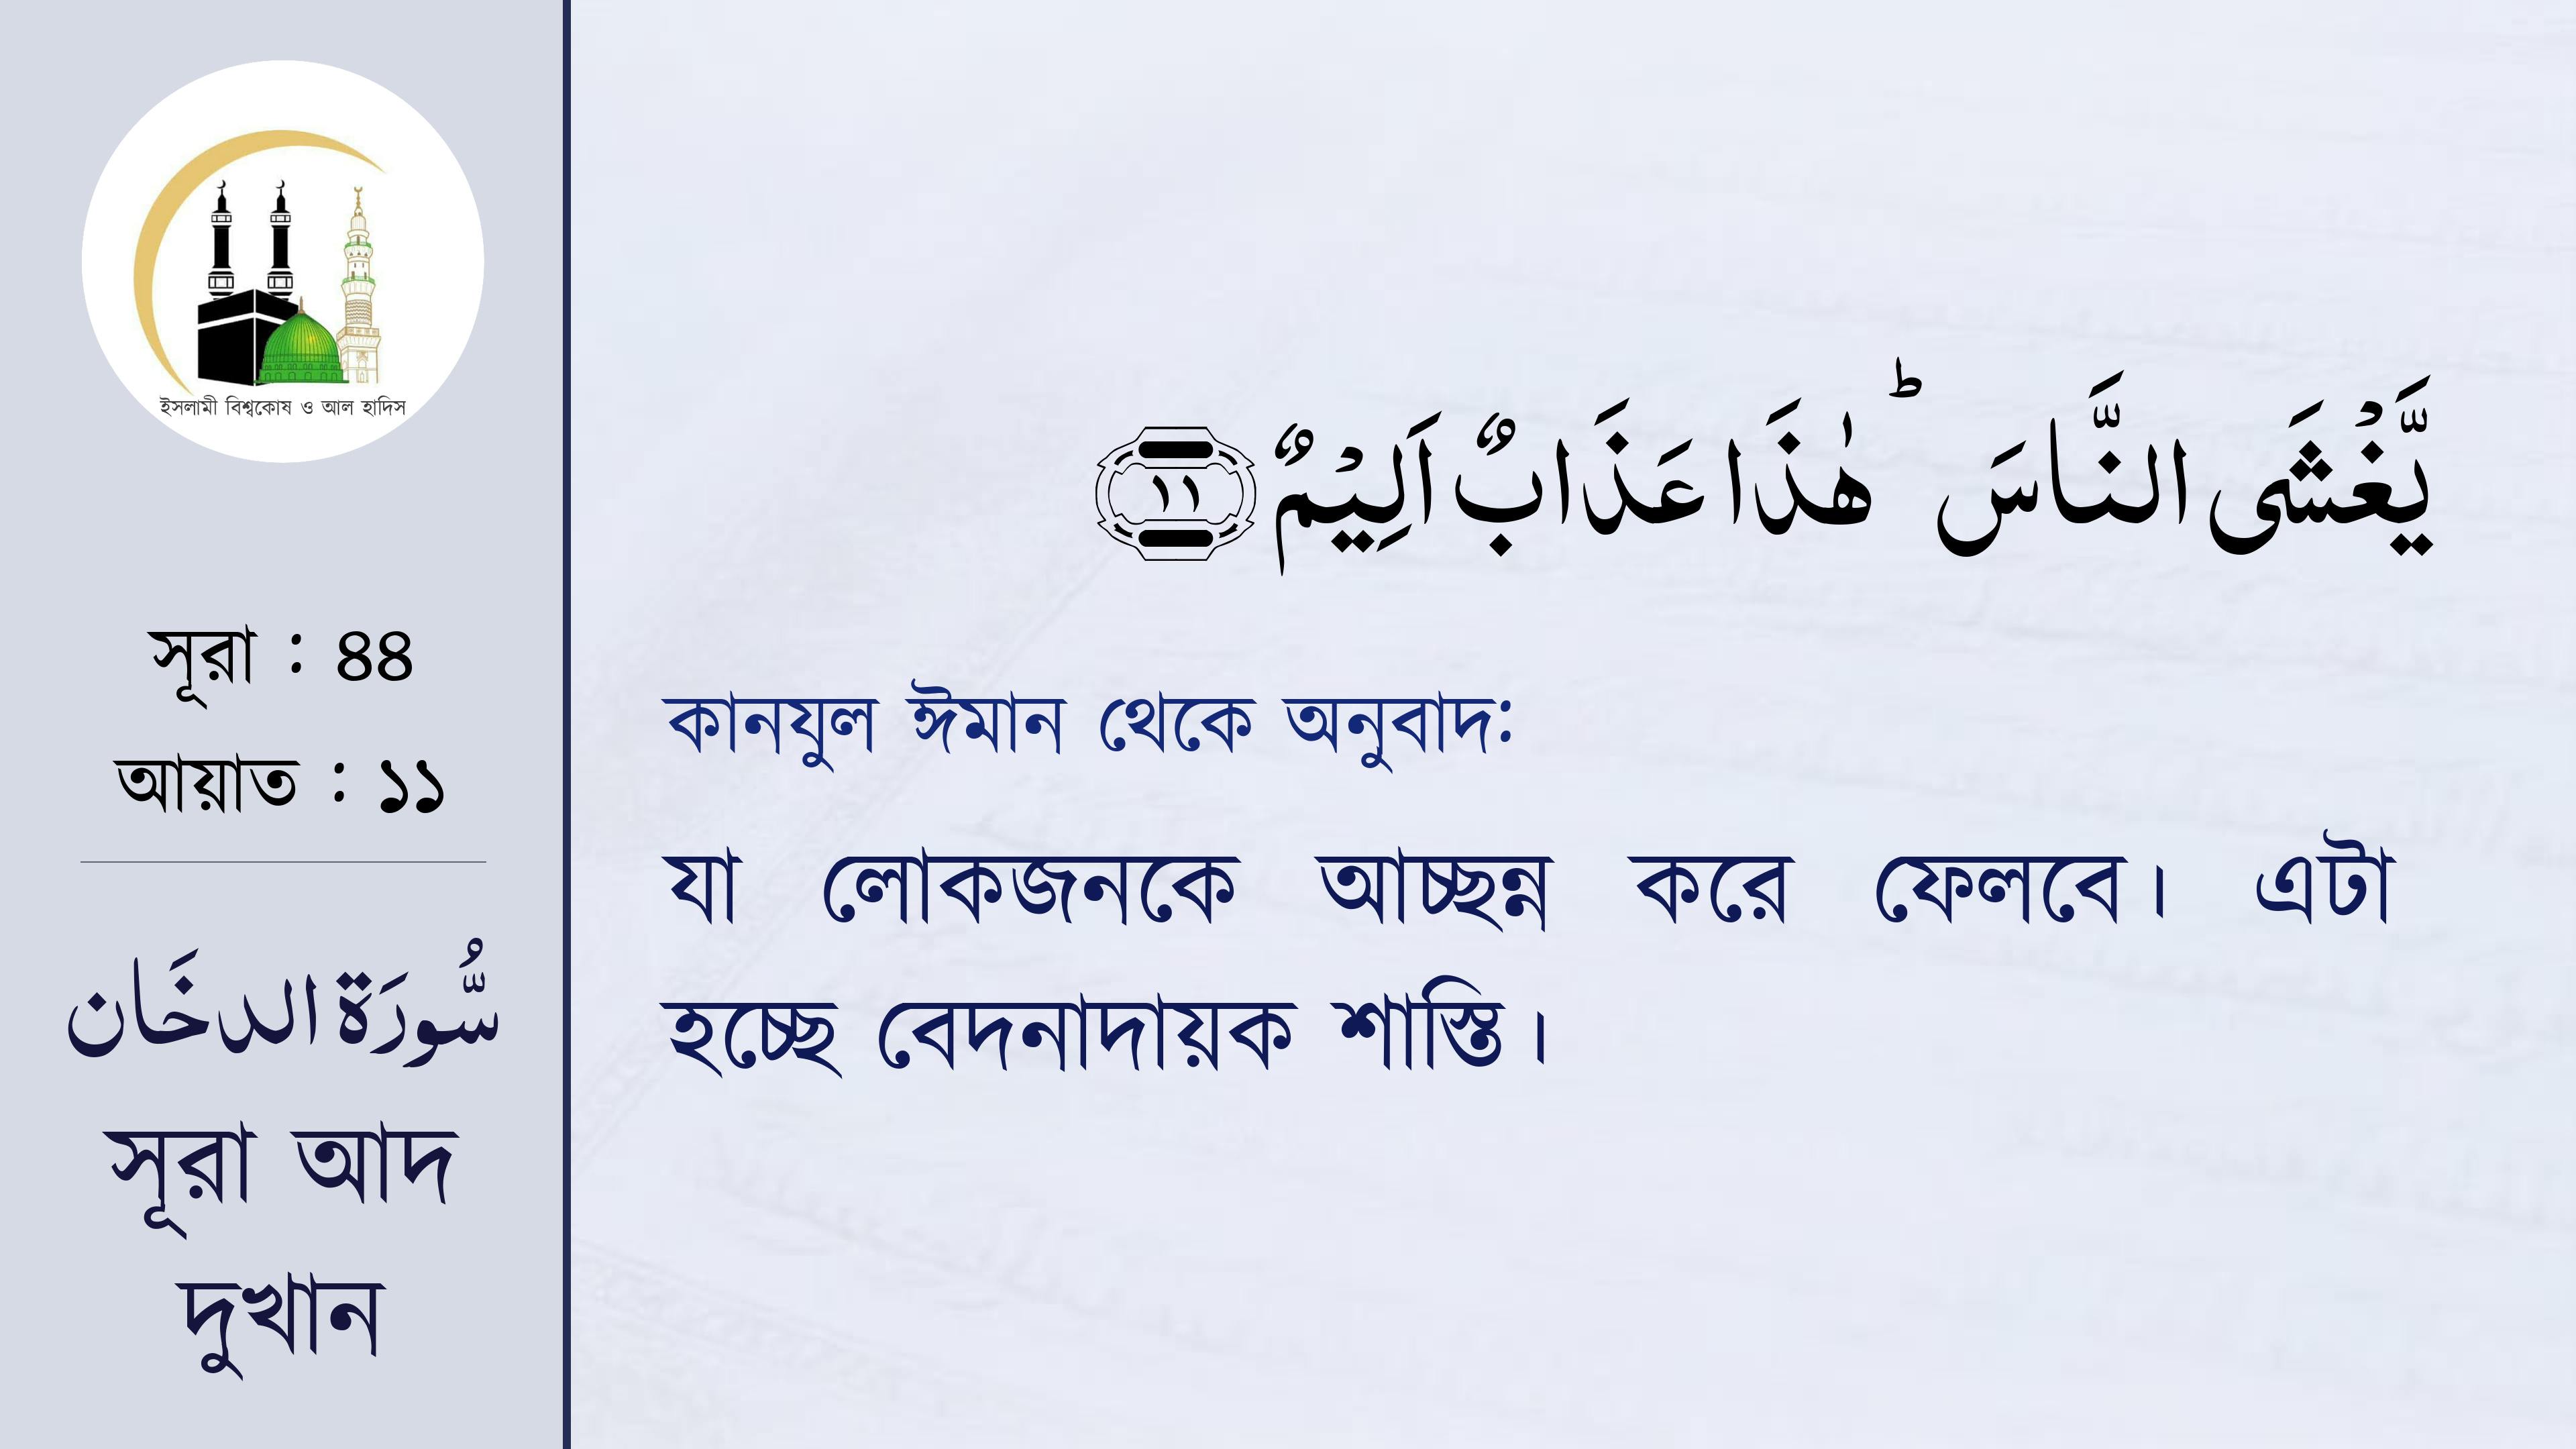 ইসলামী বিশ্বকোষ ও আল হাদিস
সূরা : ৪৪
আয়াত : ১১
سُّورَة الدخَان
সূরা আদ
দুখান
يَّغْشَى النَّاسَ ؕ هٰذَا عَذَابٌ اَلِيْمٌ ١١
কানযুল ঈমান থেকে অনুবাদ:
যা লোকজনকে আচ্ছন্ন করে ফেলবে। এটা
হচ্ছে বেদনাদায়ক শাস্তি।